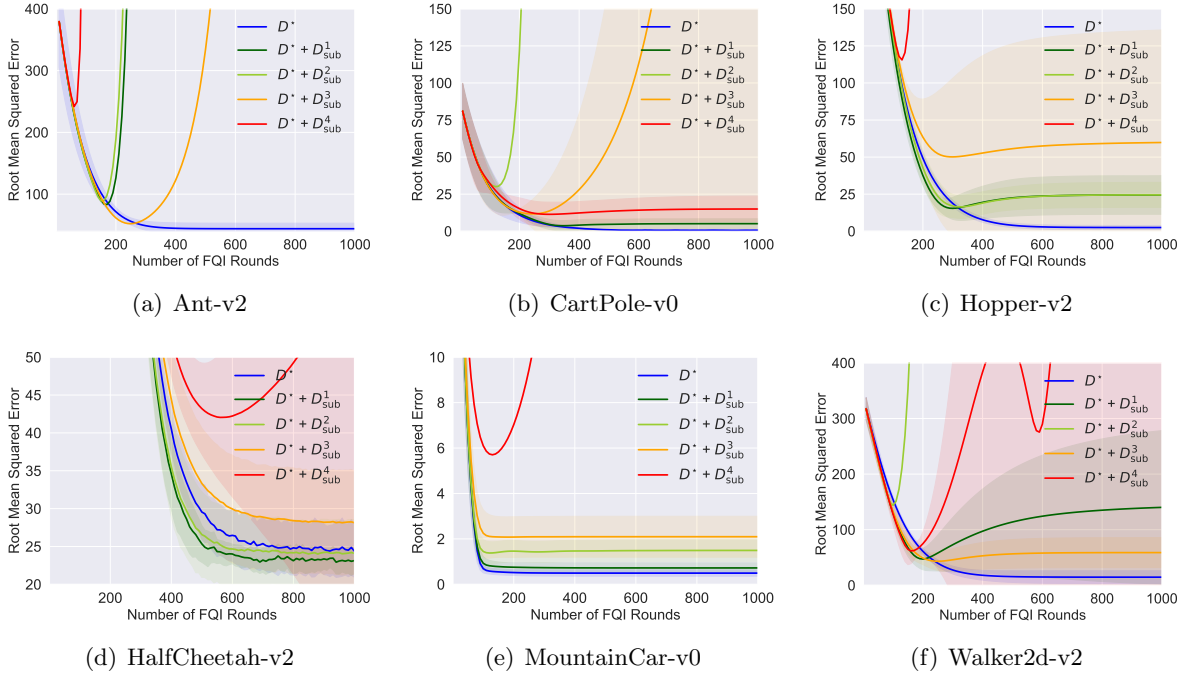 400
300
200
100
200
400
600
800
1000
Root Mean Squared Error
Number of FQI Rounds
D⋆
D⋆ + D¹sub
D⋆ + D²sub
D⋆ + D³sub
D⋆ + D⁴sub
(a) Ant-v2
150
125
100
75
50
25
0
200
400
600
800
1000
Root Mean Squared Error
Number of FQI Rounds
D⋆
D⋆ + D¹sub
D⋆ + D²sub
D⋆ + D³sub
D⋆ + D⁴sub
(b) CartPole-v0
150
125
100
75
50
25
0
200
400
600
800
1000
Root Mean Squared Error
Number of FQI Rounds
D⋆
D⋆ + D¹sub
D⋆ + D²sub
D⋆ + D³sub
D⋆ + D⁴sub
(c) Hopper-v2
50
45
40
35
30
25
20
200
400
600
800
1000
Root Mean Squared Error
Number of FQI Rounds
D⋆
D⋆ + D¹sub
D⋆ + D²sub
D⋆ + D³sub
D⋆ + D⁴sub
(d) HalfCheetah-v2
10
8
6
4
2
0
200
400
600
800
1000
Root Mean Squared Error
Number of FQI Rounds
D⋆
D⋆ + D¹sub
D⋆ + D²sub
D⋆ + D³sub
D⋆ + D⁴sub
(e) MountainCar-v0
400
300
200
100
0
200
400
600
800
1000
Root Mean Squared Error
Number of FQI Rounds
D⋆
D⋆ + D¹sub
D⋆ + D²sub
D⋆ + D³sub
D⋆ + D⁴sub
(f) Walker2d-v2